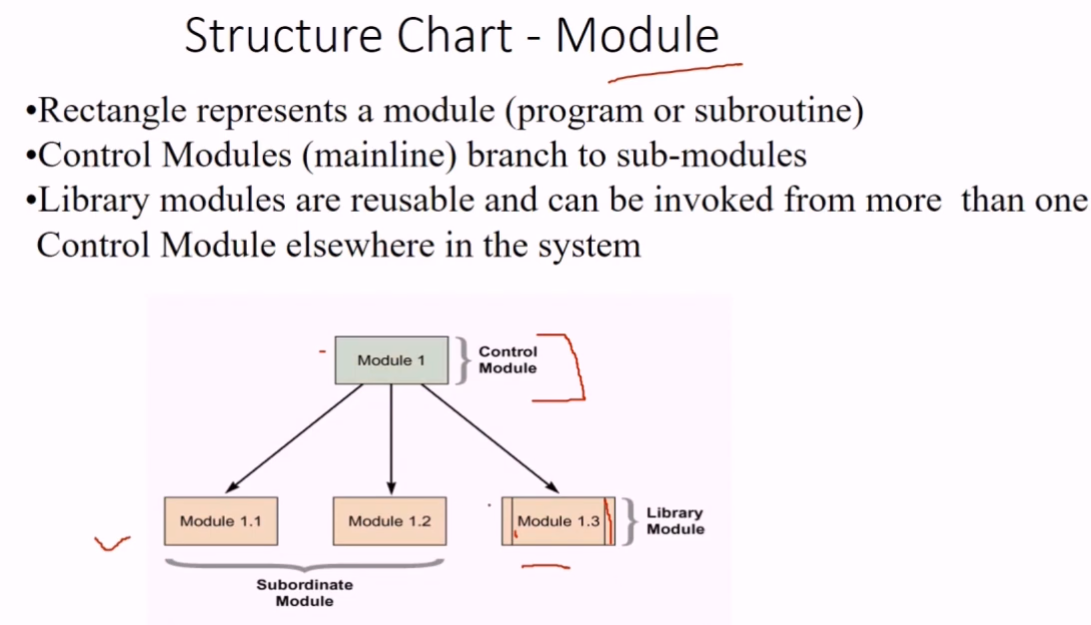 Structure Chart - Module
•Rectangle represents a module (program or subroutine)
•Control Modules (mainline) branch to sub-modules
•Library modules are reusable and can be invoked from more  than one
Control Module elsewhere in the system
Module 1
Control
Module
Module 1.1
Module 1.2
Module 1.3
Library
Module
Subordinate
Module